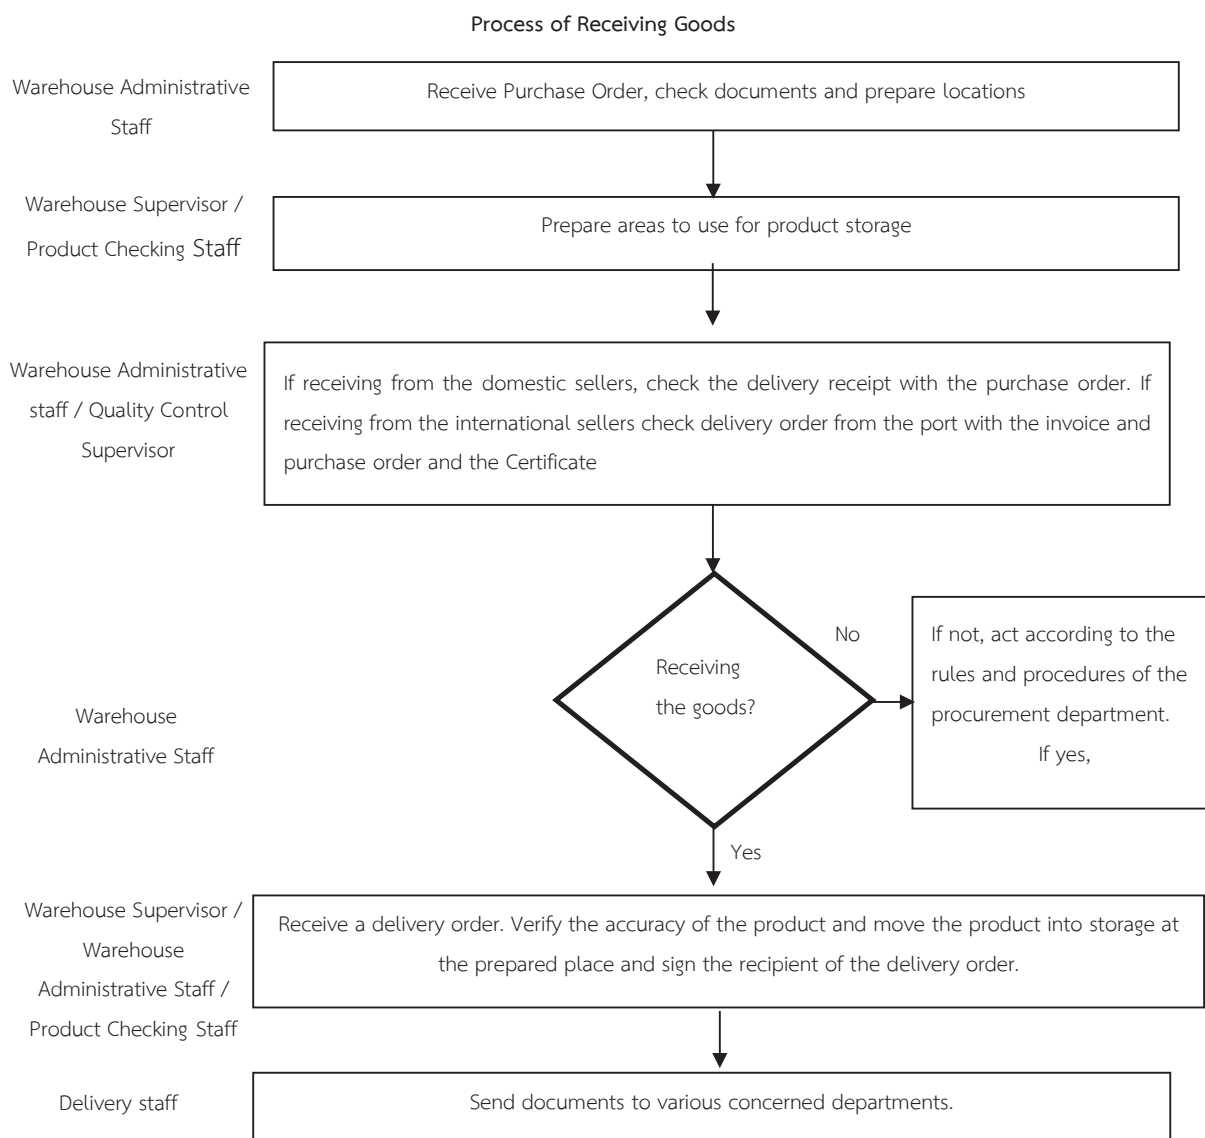 Process of Receiving Goods
Warehouse Administrative
Staff
Receive Purchase Order, check documents and prepare locations
Warehouse Supervisor /
Product Checking Staff
Prepare areas to use for product storage
Warehouse Administrative
staff / Quality Control
Supervisor
If receiving from the domestic sellers, check the delivery receipt with the purchase order. If
receiving from the international sellers check delivery order from the port with the invoice and
purchase order and the Certificate
Warehouse
Administrative Staff
Receiving
the goods?
No
If not, act according to the
rules and procedures of the
procurement department.
If yes,
Yes
Warehouse Supervisor /
Warehouse
Administrative Staff /
Product Checking Staff
Receive a delivery order. Verify the accuracy of the product and move the product into storage at
the prepared place and sign the recipient of the delivery order.
Delivery staff
Send documents to various concerned departments.